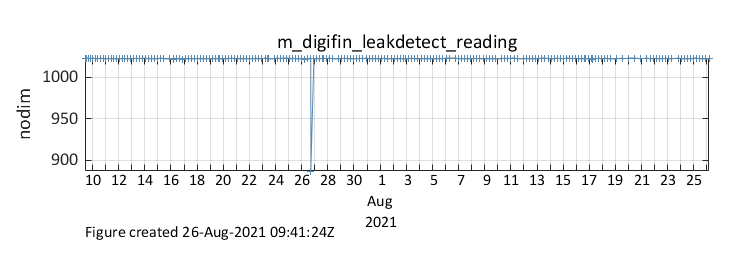 m_digifin_leakdetect_reading
1000
950
900
nodim
10 12 14 16 18 20 22 24 26 28 30 1 3 5 7 9 11 13 15 17 19 21 23 25
Aug
2021
Figure created 26-Aug-2021 09:41:24Z